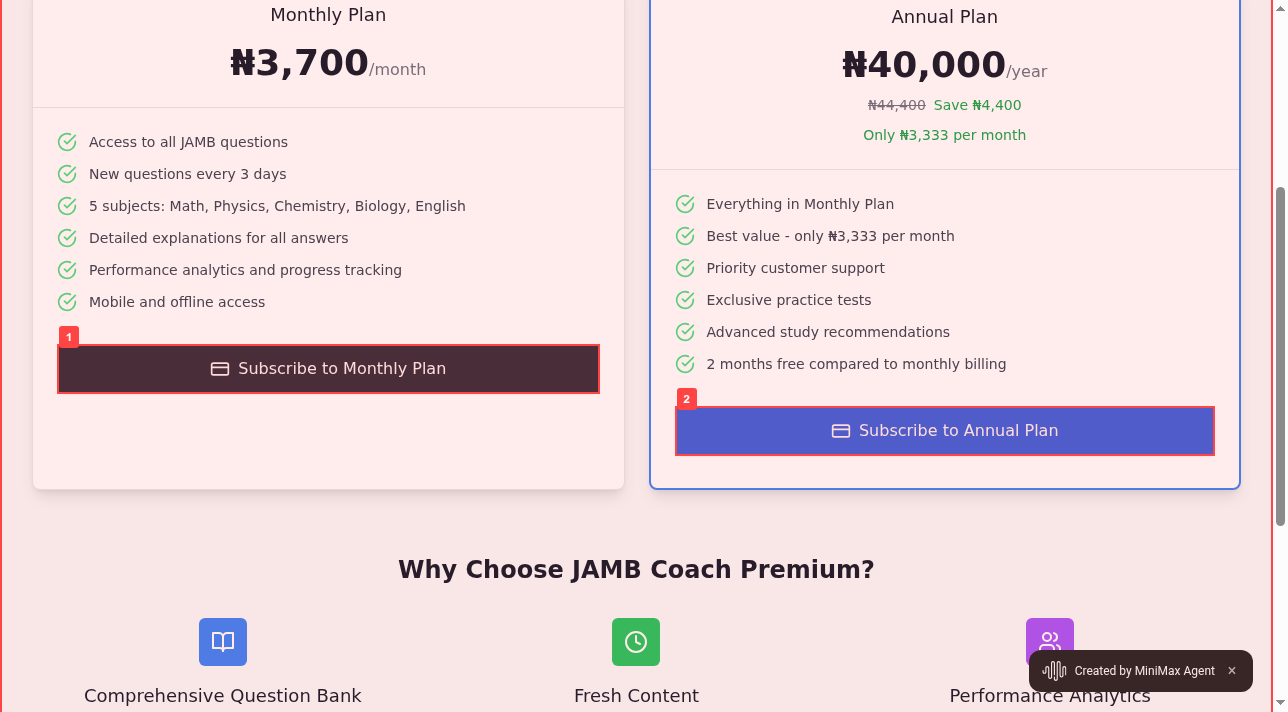 Monthly Plan
₦3,700/month
Access to all JAMB questions
New questions every 3 days
5 subjects: Math, Physics, Chemistry, Biology, English
Detailed explanations for all answers
Performance analytics and progress tracking
Mobile and offline access
1
Subscribe to Monthly Plan
Annual Plan
₦40,000/year
₦44,400 Save ₦4,400
Only ₦3,333 per month
Everything in Monthly Plan
Best value - only ₦3,333 per month
Priority customer support
Exclusive practice tests
Advanced study recommendations
2 months free compared to monthly billing
2
Subscribe to Annual Plan
Why Choose JAMB Coach Premium?
Comprehensive Question Bank
Fresh Content
Performance Analytics
Created by MiniMax Agent ×